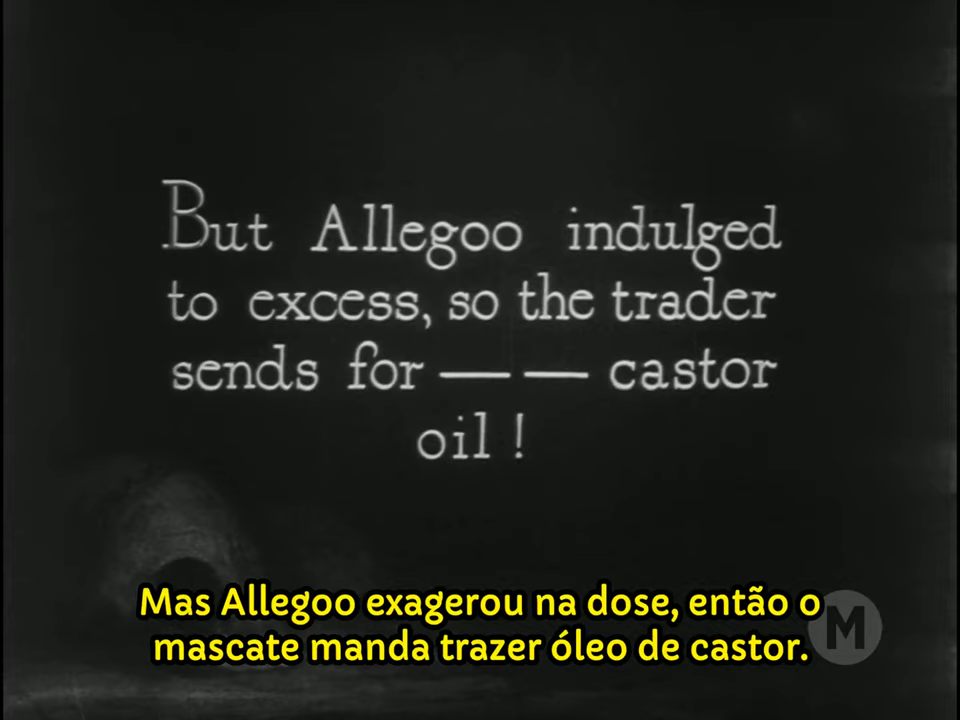 But Allegoo indulged
to excess, so the trader
sends for — — castor
oil !
Mas Allegoo exagerou na dose, então o
mascate manda trazer óleo de castor.
M